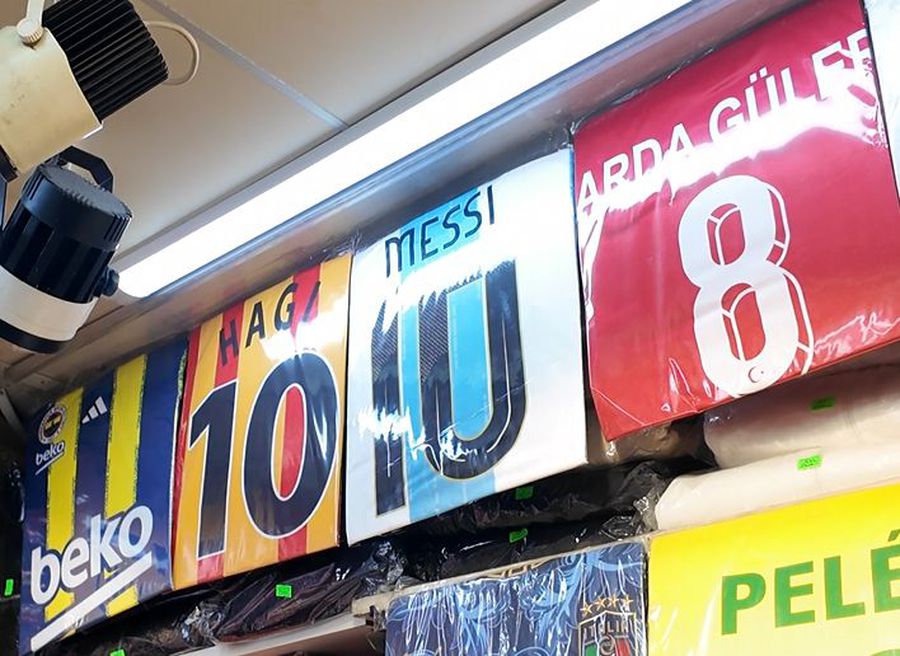 beko
beko
HAGI
10
MESSI
10
ARDA GÜLER
8
PELÉ